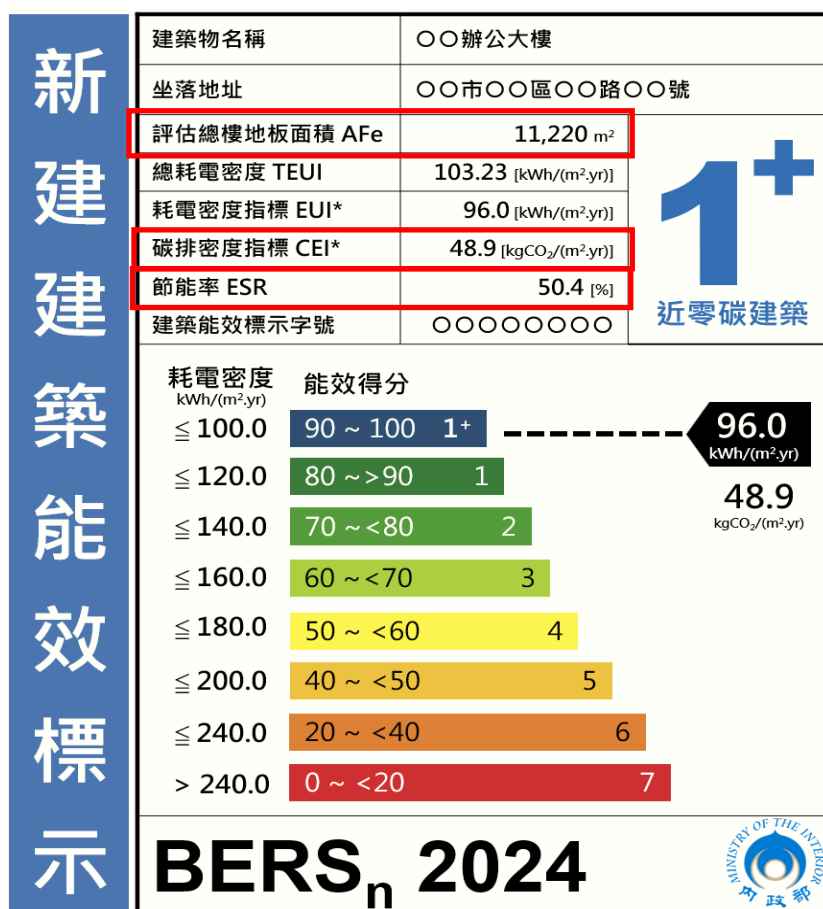 新建建築能效標示
建築物名稱 〇〇辦公大樓
坐落地址 〇〇市〇〇區〇〇路〇〇號
評估總樓地板面積 AFe 11,220 m²
總耗電密度 TEUI 103.23 [kWh/(m².yr)]
耗電密度指標 EUI* 96.0 [kWh/(m².yr)]
碳排密度指標 CEI* 48.9 [kgCO₂/(m².yr)]
節能率 ESR 50.4 [%]
建築能效標示字號 〇〇〇〇〇〇〇〇
1⁺
近零碳建築
耗電密度 能效得分
kWh/(m².yr)
≦ 100.0 90 ~ 100 1⁺
96.0
kWh/(m².yr)
≦ 120.0 80 ~>90 1
48.9
kgCO₂/(m².yr)
≦ 140.0 70 ~<80 2
≦ 160.0 60 ~<70 3
≦ 180.0 50 ~ <60 4
≦ 200.0 40 ~ <50 5
≦ 240.0 20 ~ <40 6
> 240.0 0 ~ <20 7
BERSₙ 2024
MINISTRY OF THE INTERIOR
內政部